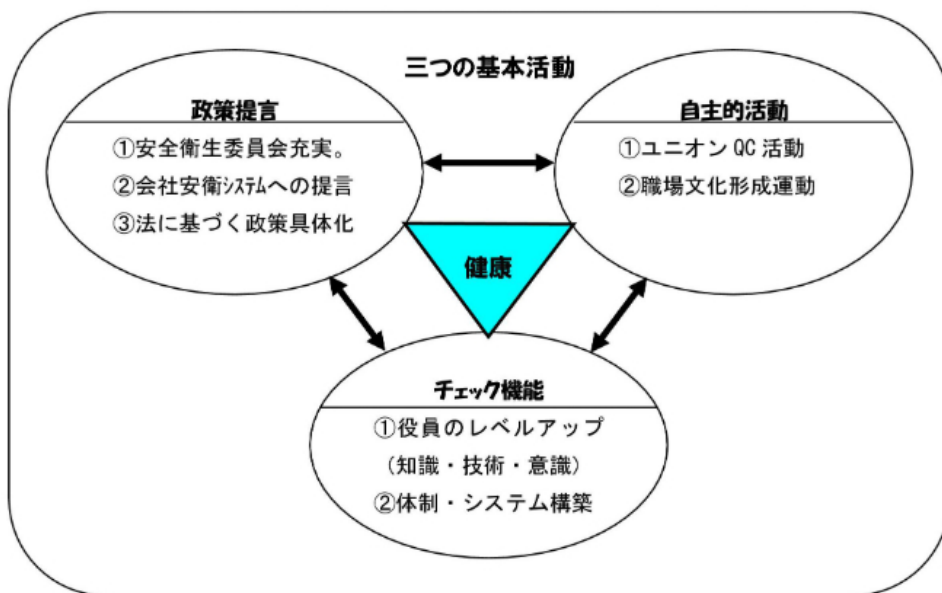 三つの基本活動
政策提言
①安全衛生委員会充実。
②会社安衛ｼｽﾃﾑへの提言
③法に基づく政策具体化
自主的活動
①ユニオン QC 活動
②職場文化形成運動
健康
チェック機能
①役員のレベルアップ
（知識・技術・意識）
②体制・システム構築